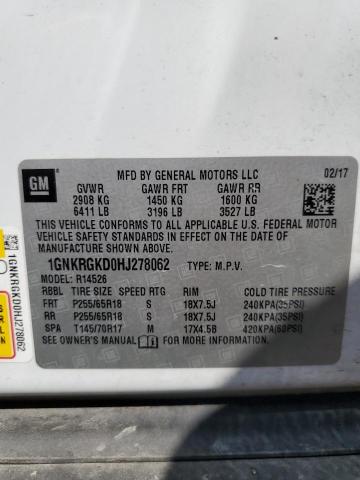 GM
MFD BY GENERAL MOTORS LLC 02/17
GVWR GAWR FRT GAWR RR
2908 KG 1450 KG 1600 KG
6411 LB 3196 LB 3527 LB
THIS VEHICLE CONFORMS TO ALL APPLICABLE U.S. FEDERAL MOTOR
VEHICLE SAFETY AND THEFT PREVENTION STANDARDS IN EFFECT ON THE DATE OF
MANUFACTURE SHOWN ABOVE.
1GNKRGKD0HJ278062 TYPE: M.P.V.
MODEL: R14526
RBBL TIRE SIZE SPEED RTG RIM COLD TIRE PRESSURE
FRT P255/65R18 S 18X7.5J 240KPA(35PSI)
RR P255/65R18 S 18X7.5J 240KPA(35PSI)
SPA T145/70R17 M 17X4.5B 420KPA(60PSI)
SEE OWNER'S MANUAL FOR ADDITIONAL INFORMATION
1GNKRGKD0HJ278062